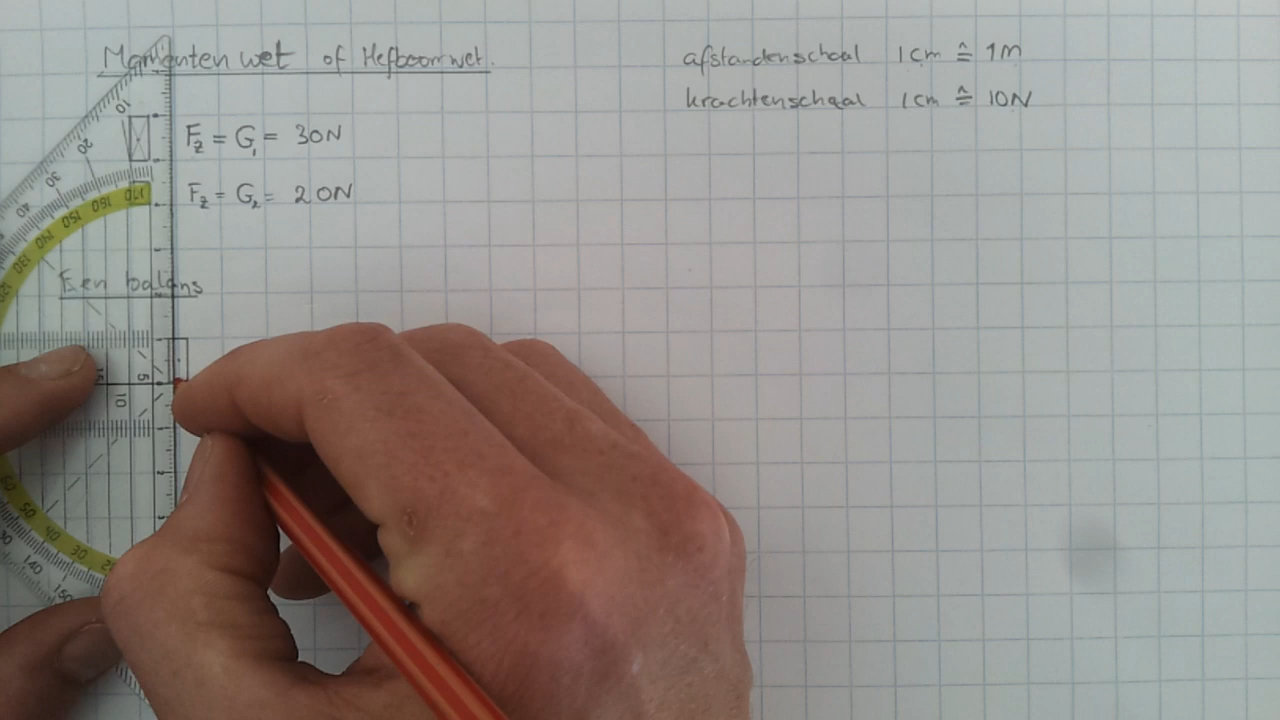 Momenten wet of Hefboomwet.
afstandenschaal 1cm ≙ 1m
krachtenschaal 1cm ≙ 10N
Fz = G1 = 30N
Fz = G2 = 20N
Een balans